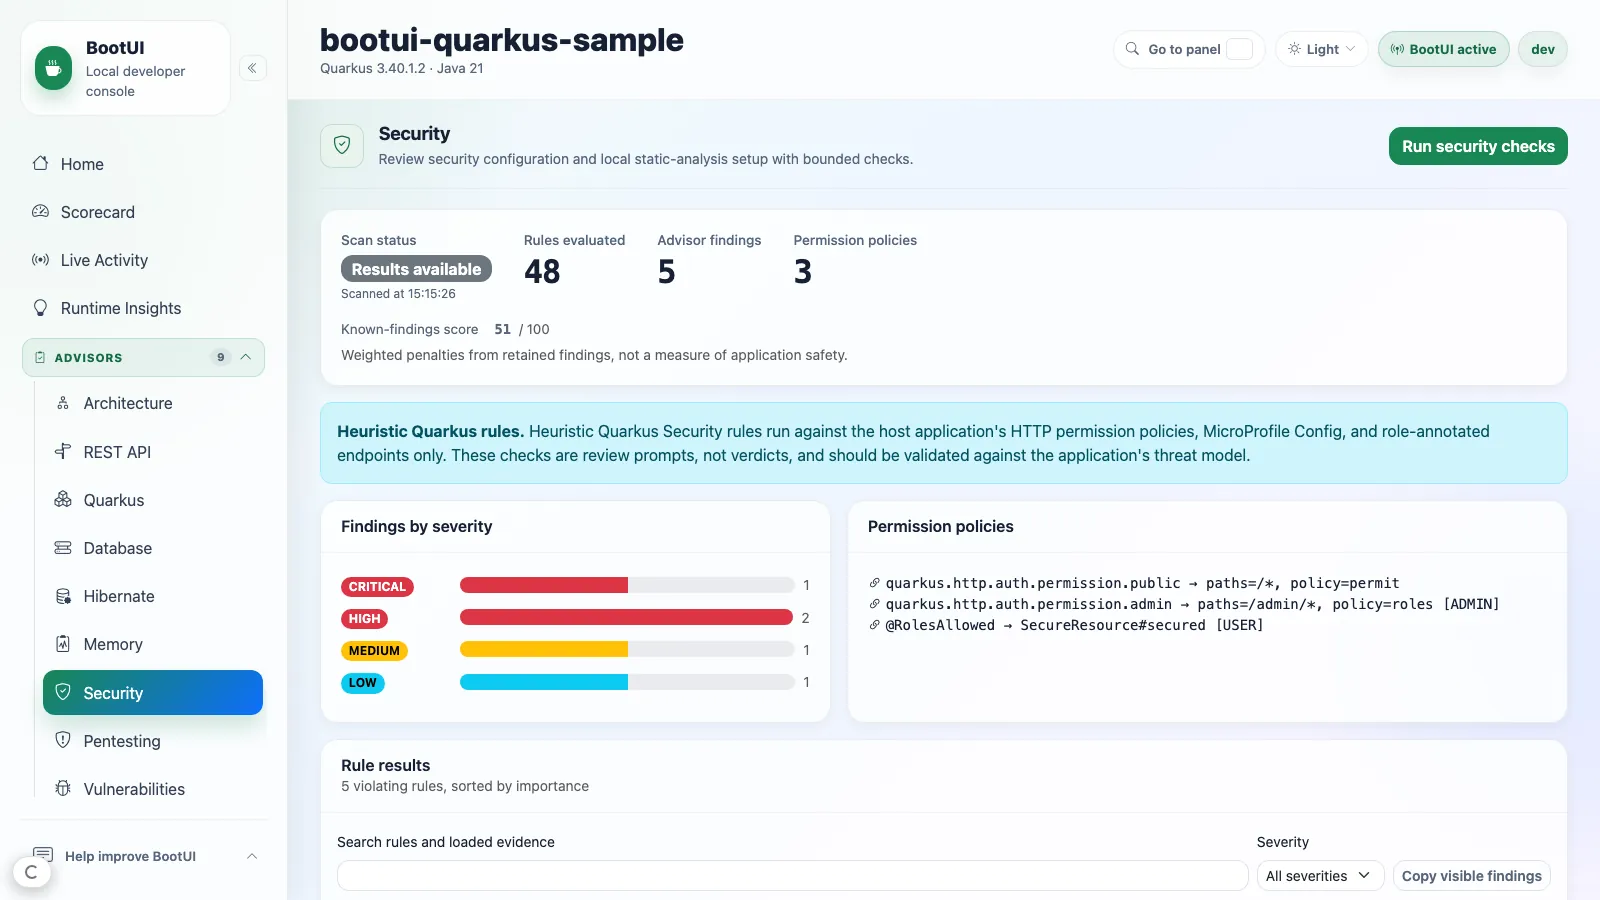 BootUI
Local developer
console
Home
Scorecard
Live Activity
Runtime Insights
ADVISORS 9
Architecture
REST API
Quarkus
Database
Hibernate
Memory
Security
Pentesting
Vulnerabilities
Help improve BootUI
C
bootui-quarkus-sample
Quarkus 3.40.1.2 · Java 21
Go to panel
Light
BootUI active
dev
Security
Review security configuration and local static-analysis setup with bounded checks.
Run security checks
Scan status
Results available
Scanned at 15:15:26
Rules evaluated
48
Advisor findings
5
Permission policies
3
Known-findings score 51 / 100
Weighted penalties from retained findings, not a measure of application safety.
Heuristic Quarkus rules. Heuristic Quarkus Security rules run against the host application's HTTP permission policies, MicroProfile Config, and role-annotated
endpoints only. These checks are review prompts, not verdicts, and should be validated against the application's threat model.
Findings by severity
CRITICAL 1
HIGH 2
MEDIUM 1
LOW 1
Permission policies
quarkus.http.auth.permission.public → paths=/*, policy=permit
quarkus.http.auth.permission.admin → paths=/admin/*, policy=roles [ADMIN]
@RolesAllowed → SecureResource#secured [USER]
Rule results
5 violating rules, sorted by importance
Search rules and loaded evidence
Severity
All severities
Copy visible findings